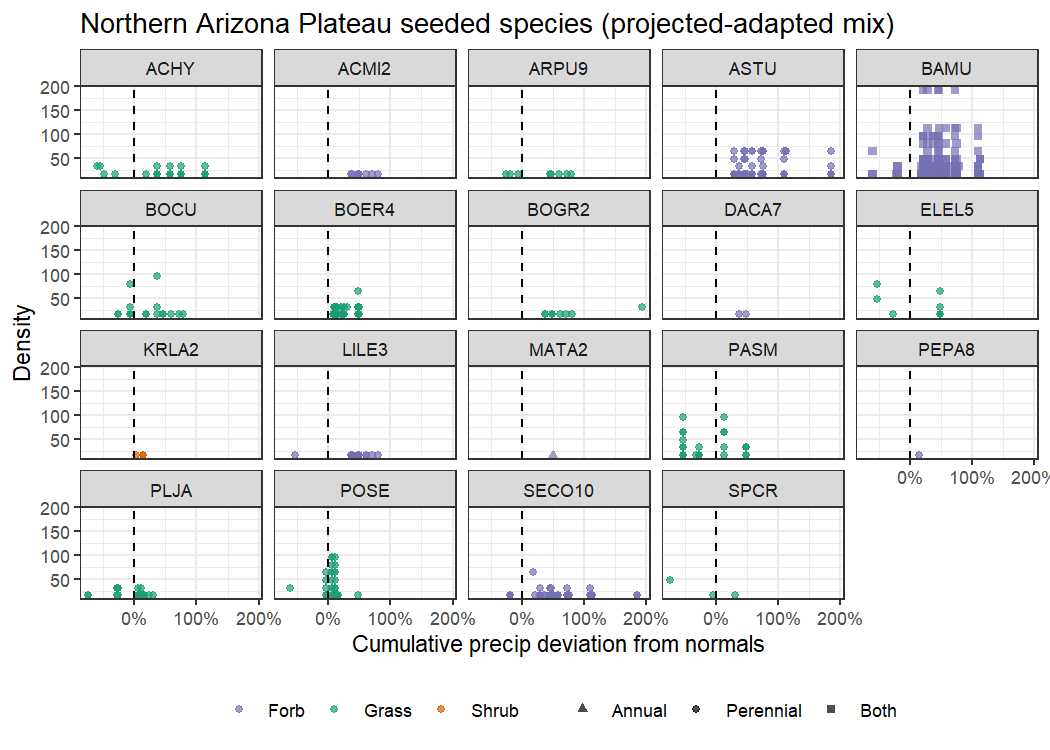 Northern Arizona Plateau seeded species (projected-adapted mix)
ACHY ACMI2 ARPU9 ASTU BAMU
200
150
100
50
BOCU BOER4 BOGR2 DACA7 ELEL5
200
150
100
50
Density
KRLA2 LILE3 MATA2 PASM PEPA8
200
150
100
50
0% 100% 200%
PLJA POSE SECO10 SPCR
200
150
100
50
0% 100% 200% 0% 100% 200% 0% 100% 200% 0% 100% 200%
Cumulative precip deviation from normals
Forb Grass Shrub Annual Perennial Both